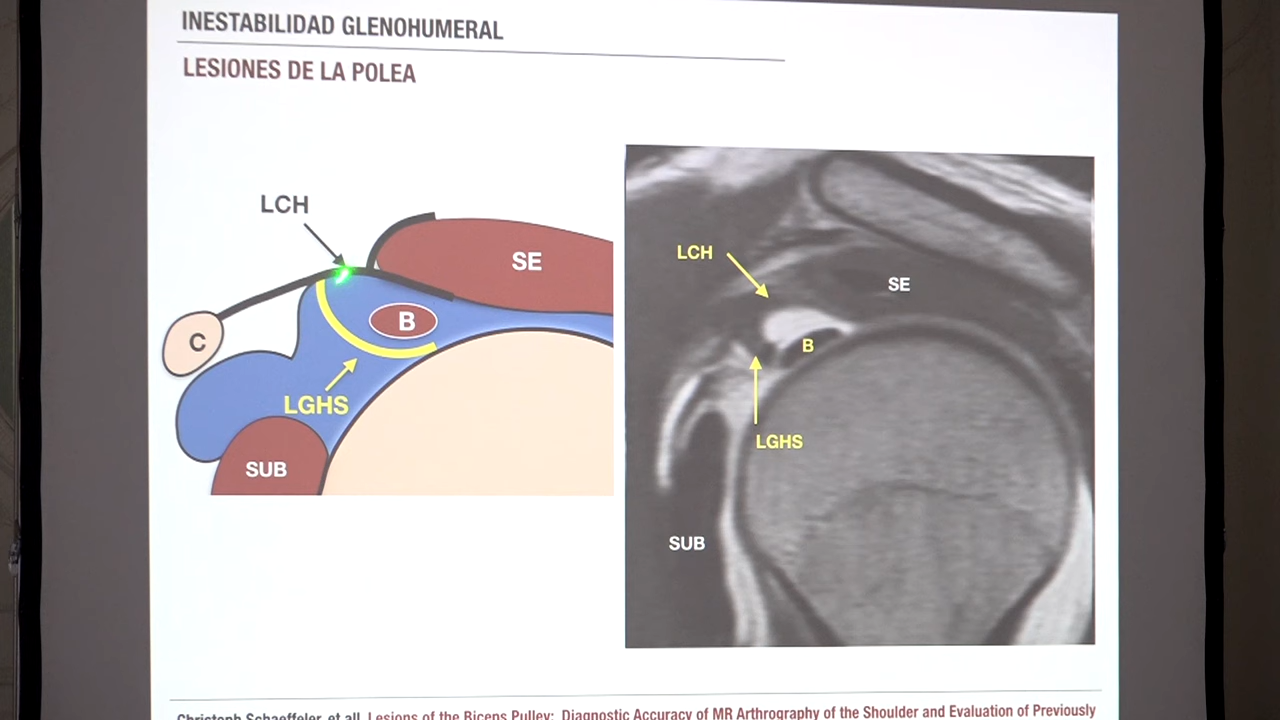 INESTABILIDAD GLENOHUMERAL
LESIONES DE LA POLEA
LCH
SE
B
C
LGHS
SUB
LCH
SE
B
LGHS
SUB
Christoph Schaeffeler, et all. Lesions of the Biceps Pulley: Diagnostic Accuracy of MR Arthrography of the Shoulder and Evaluation of Previously